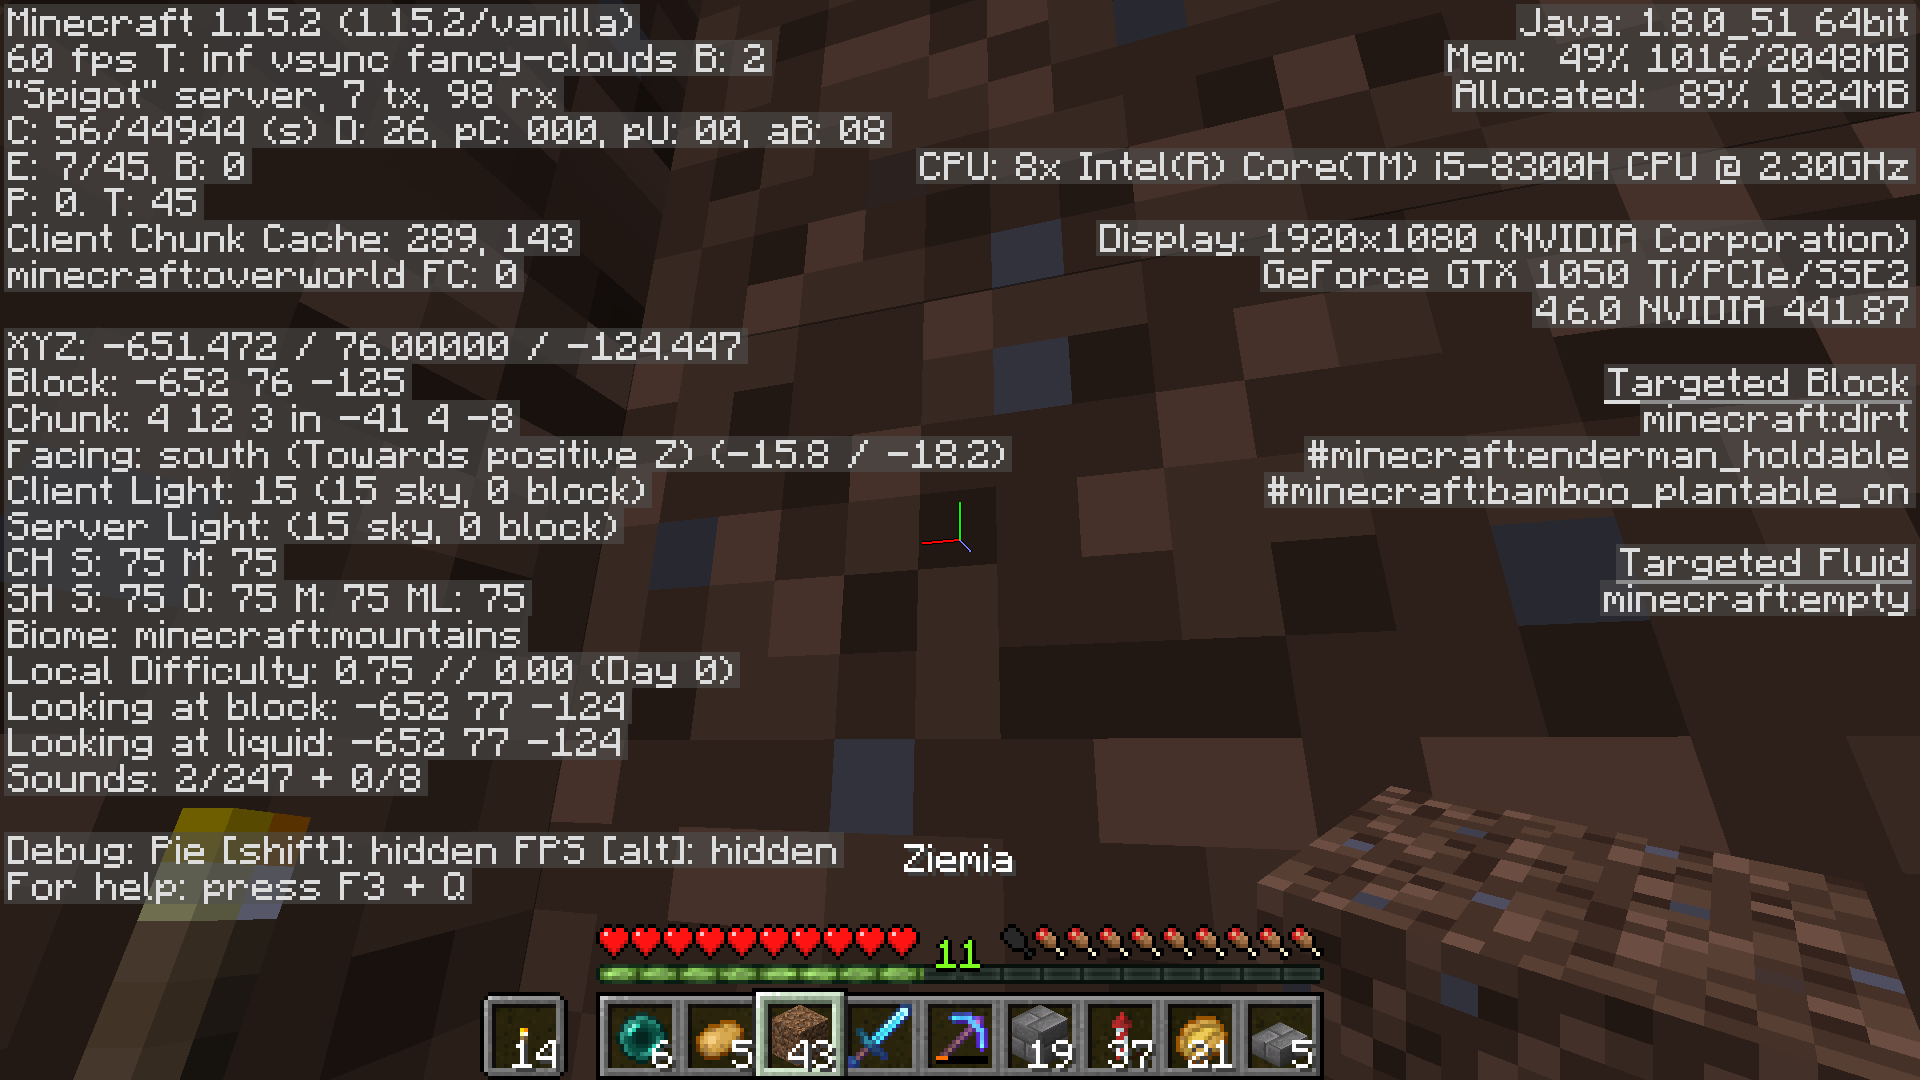 Minecraft 1.15.2 (1.15.2/vanilla)
60 fps T: inf vsync fancy-clouds B: 2
"Spigot" server, 7 tx, 98 rx
C: 56/44944 (s) D: 26, pC: 000, pU: 00, aB: 08
E: 7/45, B: 0
P: 0. T: 45
Client Chunk Cache: 289, 143
minecraft:overworld FC: 0
XYZ: -651.472 / 76.00000 / -124.447
Block: -652 76 -125
Chunk: 4 12 3 in -41 4 -8
Facing: south (Towards positive Z) (-15.8 / -18.2)
Client Light: 15 (15 sky, 0 block)
Server Light: (15 sky, 0 block)
CH S: 75 M: 75
SH S: 75 O: 75 M: 75 ML: 75
Biome: minecraft:mountains
Local Difficulty: 0.75 // 0.00 (Day 0)
Looking at block: -652 77 -124
Looking at liquid: -652 77 -124
Sounds: 2/247 + 0/8
Debug: Pie [shift]: hidden FPS [alt]: hidden
For help: press F3 + Q
Java: 1.8.0_51 64bit
Mem: 49% 1016/2048MB
Allocated: 89% 1824MB
CPU: 8x Intel(R) Core(TM) i5-8300H CPU @ 2.30GHz
Display: 1920x1080 (NVIDIA Corporation)
GeForce GTX 1050 Ti/PCIe/SSE2
4.6.0 NVIDIA 441.87
Targeted Block
minecraft:dirt
#minecraft:enderman_holdable
#minecraft:bamboo_plantable_on
Targeted Fluid
minecraft:empty
Ziemia
11
14 6 5 43 19 37 21 5